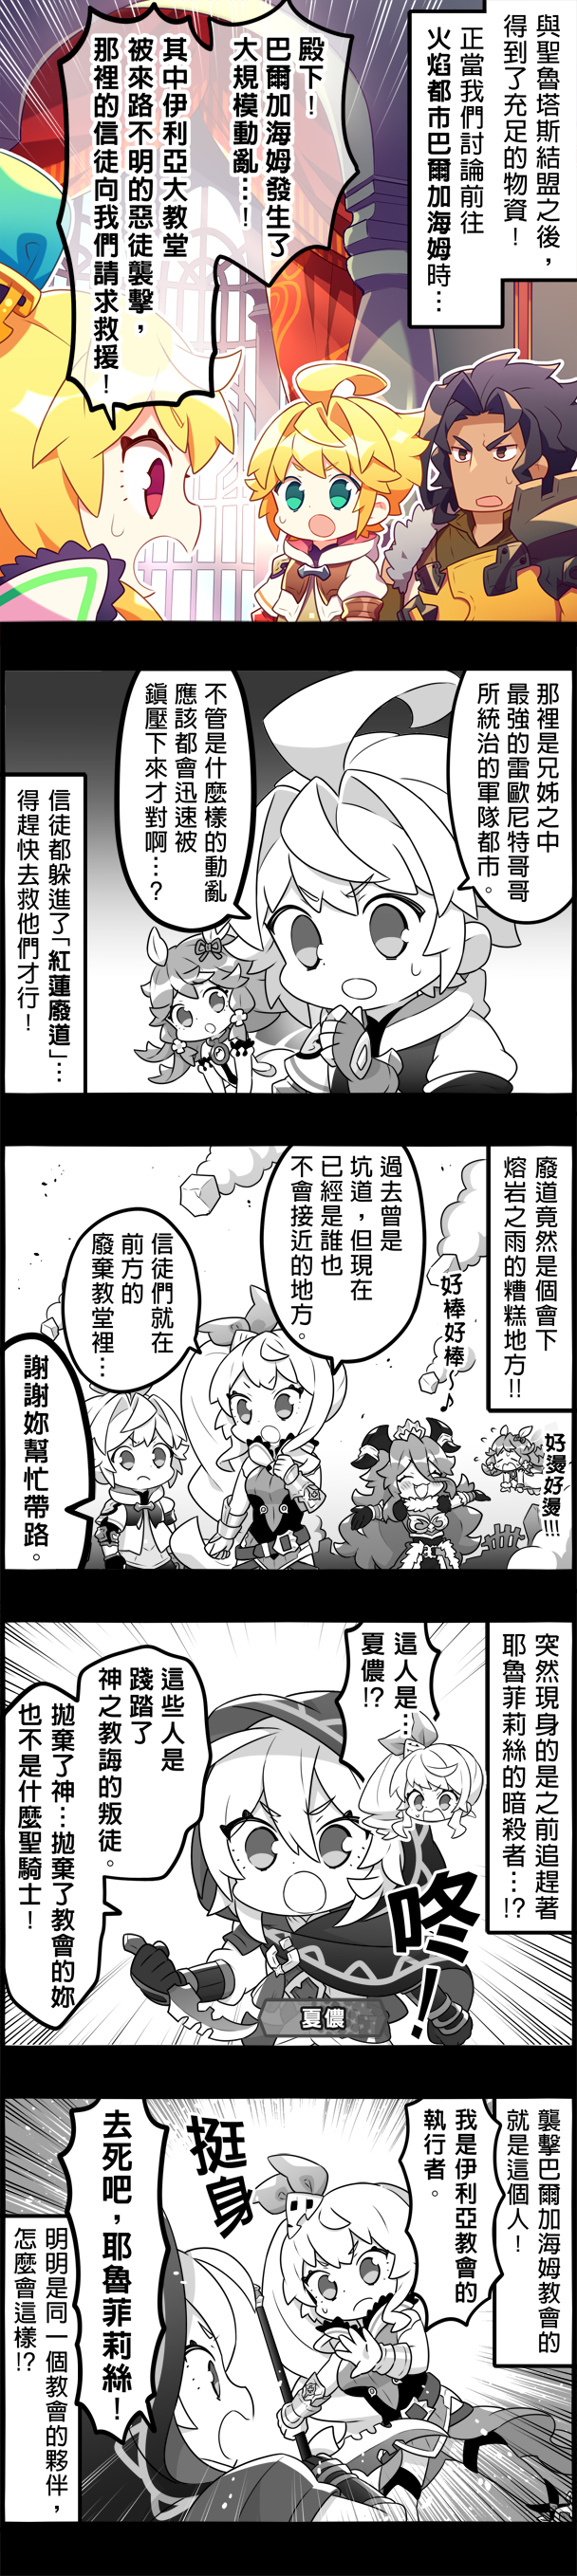 與聖魯塔斯結盟之後，
得到了充足的物資！
正當我們討論前往
火焰都市巴爾加海姆時…
殿下！
巴爾加海姆發生了
大規模動亂…！
其中伊利亞大教堂
被來路不明的惡徒襲擊，
那裡的信徒向我們請求救援！
那裡是兄姊之中
最強的雷歐尼特哥哥
所統治的軍隊都市。
不管是什麼樣的動亂
應該都會迅速被
鎮壓下來才對啊…？
信徒都躲進了「紅蓮廢道」…
得趕快去救他們才行！
廢道竟然是個會下
熔岩之雨的糟糕地方!!
好燙好燙!!!
好棒好棒～♪
過去曾是
坑道，但現在
已經是誰也
不會接近的地方。
信徒們就在
前方的
廢棄教堂裡…
謝謝妳幫忙帶路。
突然現身的是之前追趕著
耶魯菲莉絲的暗殺者…!?
這人是…
夏儂!?
咚！
這些人是
踐踏了
神之教誨的叛徒。
拋棄了神…拋棄了教會的妳
也不是什麼聖騎士！
夏儂
襲擊巴爾加海姆教會的
就是這個人！
我是伊利亞教會的
執行者。
挺身
去死吧，耶魯菲莉絲！
明明是同一個教會的夥伴，
怎麼會這樣!?